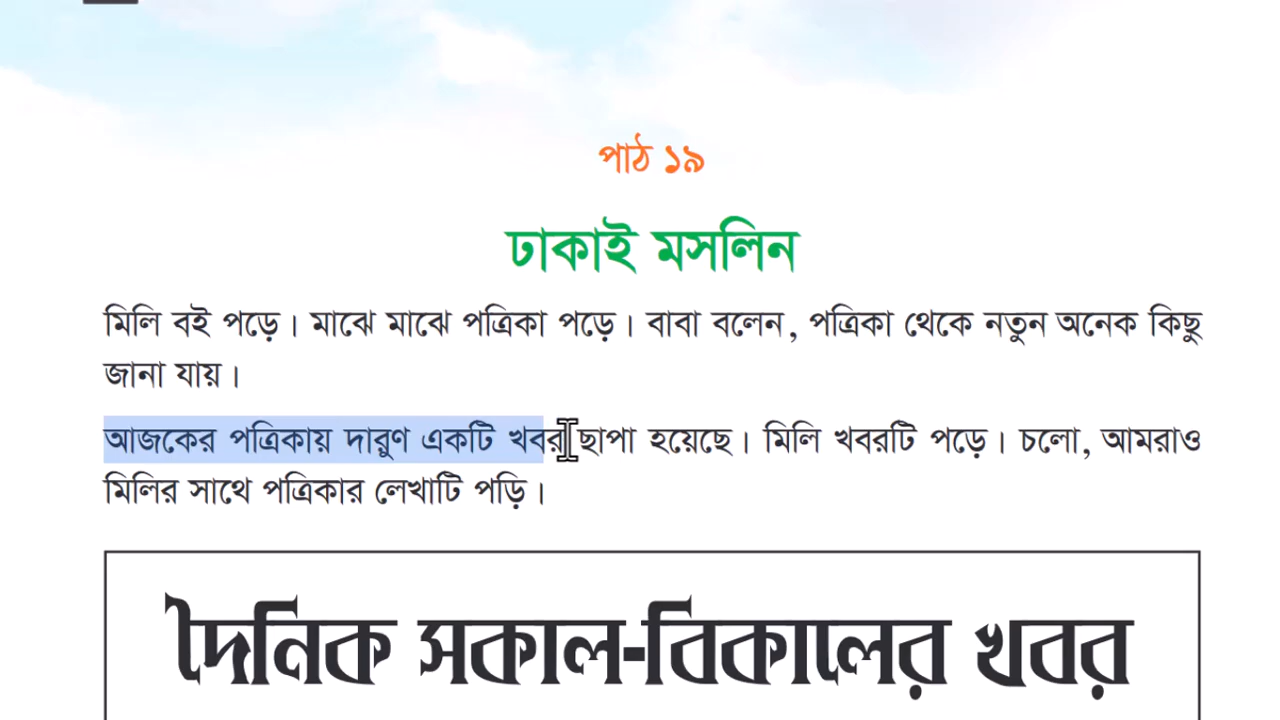 পাঠ ১৯
ঢাকাই মসলিন
মিলি বই পড়ে। মাঝে মাঝে পত্রিকা পড়ে। বাবা বলেন, পত্রিকা থেকে নতুন অনেক কিছু
জানা যায়।
আজকের পত্রিকায় দারুণ একটি খবর ছাপা হয়েছে। মিলি খবরটি পড়ে। চলো, আমরাও
মিলির সাথে পত্রিকার লেখাটি পড়ি।
দৈনিক সকাল-বিকালের খবর